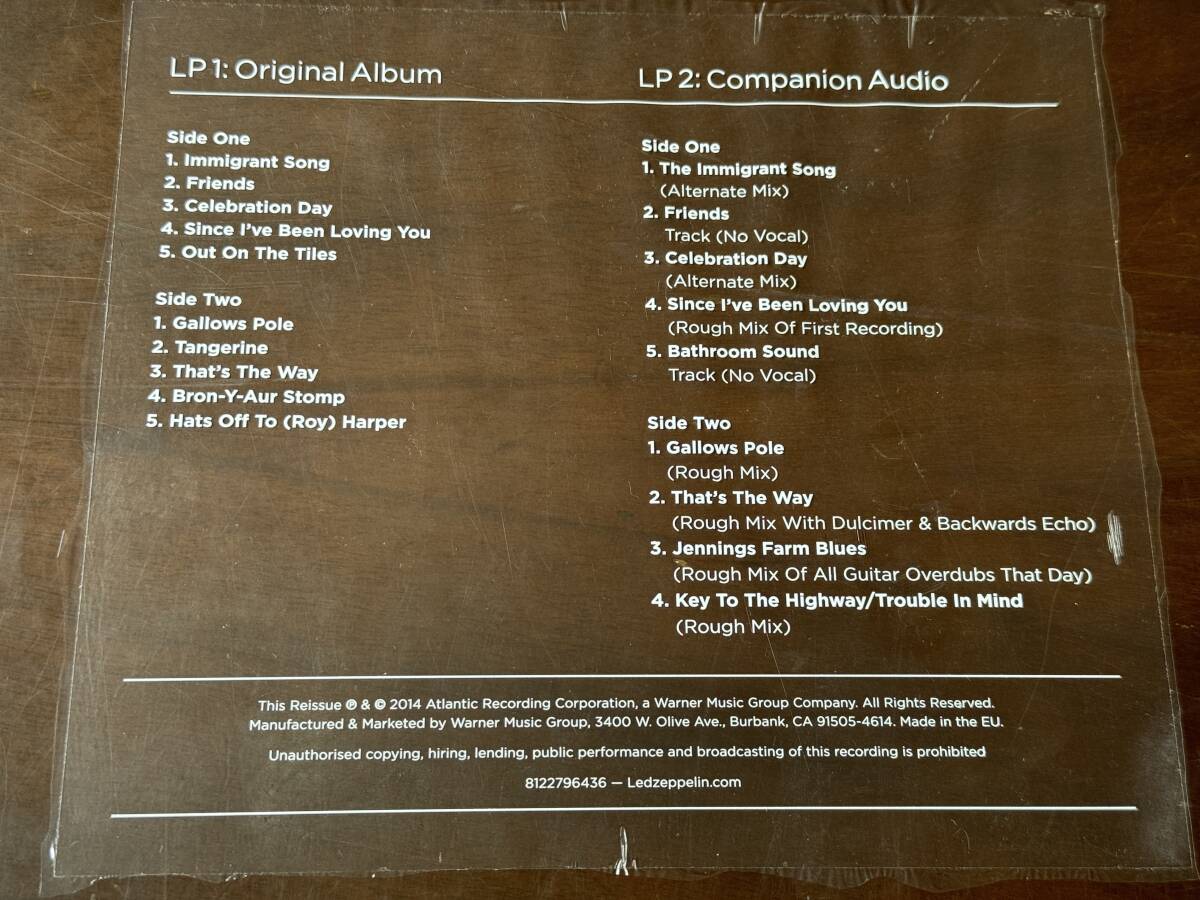 LP 1: Original Album
Side One
1. Immigrant Song
2. Friends
3. Celebration Day
4. Since I've Been Loving You
5. Out On The Tiles
Side Two
1. Gallows Pole
2. Tangerine
3. That's The Way
4. Bron-Y-Aur Stomp
5. Hats Off To (Roy) Harper
LP 2: Companion Audio
Side One
1. The Immigrant Song
(Alternate Mix)
2. Friends
Track (No Vocal)
3. Celebration Day
(Alternate Mix)
4. Since I've Been Loving You
(Rough Mix Of First Recording)
5. Bathroom Sound
Track (No Vocal)
Side Two
1. Gallows Pole
(Rough Mix)
2. That's The Way
(Rough Mix With Dulcimer & Backwards Echo)
3. Jennings Farm Blues
(Rough Mix Of All Guitar Overdubs That Day)
4. Key To The Highway/Trouble In Mind
(Rough Mix)
This Reissue ℗ & © 2014 Atlantic Recording Corporation, a Warner Music Group Company. All Rights Reserved.
Manufactured & Marketed by Warner Music Group, 3400 W. Olive Ave., Burbank, CA 91505-4614. Made in the EU.
Unauthorised copying, hiring, lending, public performance and broadcasting of this recording is prohibited
8122796436 — Ledzeppelin.com